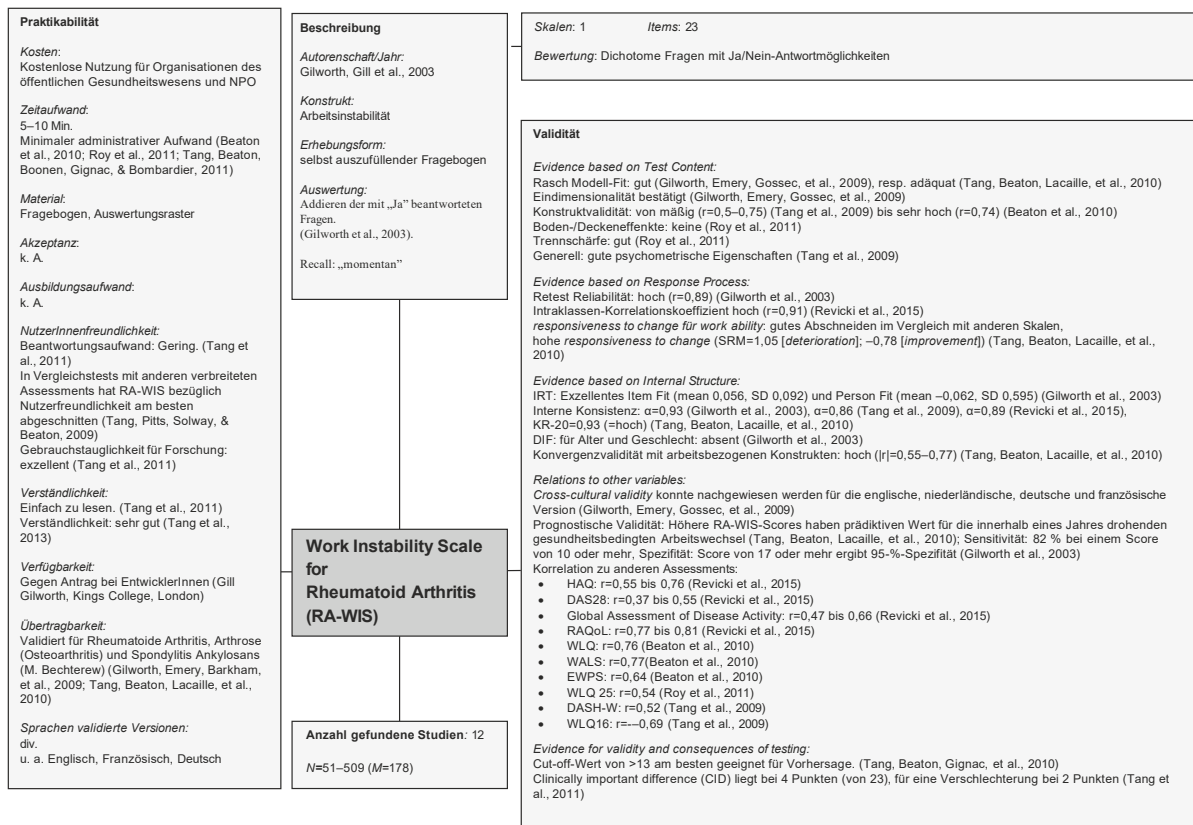 Praktikabilität
Kosten:
Kostenlose Nutzung für Organisationen des
öffentlichen Gesundheitswesens und NPO
Zeitaufwand:
5–10 Min.
Minimaler administrativer Aufwand (Beaton
et al., 2010; Roy et al., 2011; Tang, Beaton,
Boonen, Gignac, & Bombardier, 2011)
Material:
Fragebogen, Auswertungsraster
Akzeptanz:
k. A.
Ausbildungsaufwand:
k. A.
NutzerInnenfreundlichkeit:
Beantwortungsaufwand: Gering. (Tang et
al., 2011)
In Vergleichstests mit anderen verbreiteten
Assessments hat RA-WIS bezüglich
Nutzerfreundlichkeit am besten
abgeschnitten (Tang, Pitts, Solway, &
Beaton, 2009)
Gebrauchstauglichkeit für Forschung:
exzellent (Tang et al., 2011)
Verständlichkeit:
Einfach zu lesen. (Tang et al., 2011)
Verständlichkeit: sehr gut (Tang et al.,
2013)
Verfügbarkeit:
Gegen Antrag bei EntwicklerInnen (Gill
Gilworth, Kings College, London)
Übertragbarkeit:
Validiert für Rheumatoide Arthritis, Arthrose
(Osteoarthritis) und Spondylitis Ankylosans
(M. Bechterew) (Gilworth, Emery, Barkham,
et al., 2009; Tang, Beaton, Lacaille, et al.,
2010)
Sprachen validierte Versionen:
div.
u. a. Englisch, Französisch, Deutsch
Beschreibung
Autorenschaft/Jahr:
Gilworth, Gill et al., 2003
Konstrukt:
Arbeitsinstabilität
Erhebungsform:
selbst auszufüllender Fragebogen
Auswertung:
Addieren der mit „Ja” beantworteten
Fragen.
(Gilworth et al., 2003).
Recall: „momentan”
Work Instability Scale
for
Rheumatoid Arthritis
(RA-WIS)
Anzahl gefundene Studien: 12
N=51–509 (M=178)
Skalen: 1 Items: 23
Bewertung: Dichotome Fragen mit Ja/Nein-Antwortmöglichkeiten
Validität
Evidence based on Test Content:
Rasch Modell-Fit: gut (Gilworth, Emery, Gossec, et al., 2009), resp. adäquat (Tang, Beaton, Lacaille, et al., 2010)
Eindimensionalität bestätigt (Gilworth, Emery, Gossec, et al., 2009)
Konstruktvalidität: von mäßig (r=0,5–0,75) (Tang et al., 2009) bis sehr hoch (r=0,74) (Beaton et al., 2010)
Boden-/Deckeneffenkte: keine (Roy et al., 2011)
Trennschärfe: gut (Roy et al., 2011)
Generell: gute psychometrische Eigenschaften (Tang et al., 2009)
Evidence based on Response Process:
Retest Reliabilität: hoch (r=0,89) (Gilworth et al., 2003)
Intraklassen-Korrelationskoeffizient hoch (r=0,91) (Revicki et al., 2015)
responsiveness to change für work ability: gutes Abschneiden im Vergleich mit anderen Skalen,
hohe responsiveness to change (SRM=1,05 [deterioration]; –0,78 [improvement]) (Tang, Beaton, Lacaille, et al.,
2010)
Evidence based on Internal Structure:
IRT: Exzellentes Item Fit (mean 0,056, SD 0,092) und Person Fit (mean –0,062, SD 0,595) (Gilworth et al., 2003)
Interne Konsistenz: α=0,93 (Gilworth et al., 2003), α=0,86 (Tang et al., 2009), α=0,89 (Revicki et al., 2015),
KR-20=0,93 (=hoch) (Tang, Beaton, Lacaille, et al., 2010)
DIF: für Alter und Geschlecht: absent (Gilworth et al., 2003)
Konvergenzvalidität mit arbeitsbezogenen Konstrukten: hoch (|r|=0,55–0,77) (Tang, Beaton, Lacaille, et al., 2010)
Relations to other variables:
Cross-cultural validity konnte nachgewiesen werden für die englische, niederländische, deutsche und französische
Version (Gilworth, Emery, Gossec, et al., 2009)
Prognostische Validität: Höhere RA-WIS-Scores haben prädiktiven Wert für die innerhalb eines Jahres drohenden
gesundheitsbedingten Arbeitswechsel (Tang, Beaton, Lacaille, et al., 2010); Sensitivität: 82 % bei einem Score
von 10 oder mehr, Spezifität: Score von 17 oder mehr ergibt 95-%-Spezifität (Gilworth et al., 2003)
Korrelation zu anderen Assessments:
• HAQ: r=0,55 bis 0,76 (Revicki et al., 2015)
• DAS28: r=0,37 bis 0,55 (Revicki et al., 2015)
• Global Assessment of Disease Activity: r=0,47 bis 0,66 (Revicki et al., 2015)
• RAQoL: r=0,77 bis 0,81 (Revicki et al., 2015)
• WLQ: r=0,76 (Beaton et al., 2010)
• WALS: r=0,77(Beaton et al., 2010)
• EWPS: r=0,64 (Beaton et al., 2010)
• WLQ 25: r=0,54 (Roy et al., 2011)
• DASH-W: r=0,52 (Tang et al., 2009)
• WLQ16: r=-–0,69 (Tang et al., 2009)
Evidence for validity and consequences of testing:
Cut-off-Wert von >13 am besten geeignet für Vorhersage. (Tang, Beaton, Gignac, et al., 2010)
Clinically important difference (CID) liegt bei 4 Punkten (von 23), für eine Verschlechterung bei 2 Punkten (Tang et
al., 2011)